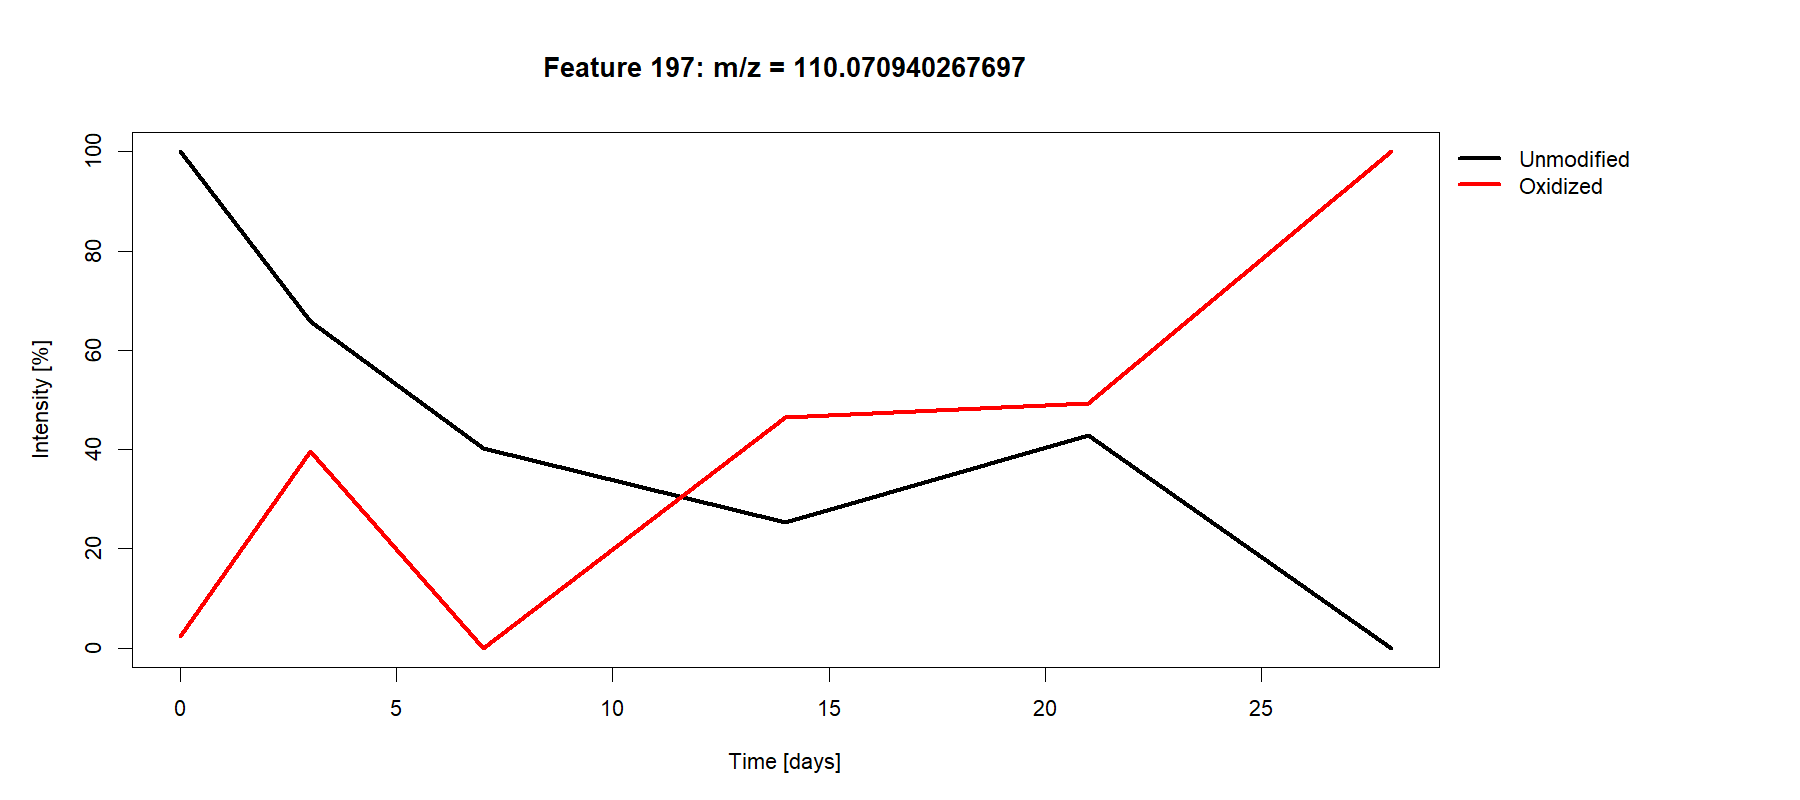 Feature 197: m/z = 110.070940267697
Unmodified
Oxidized
Intensity [%]
100
80
60
40
20
0
0 5 10 15 20 25
Time [days]